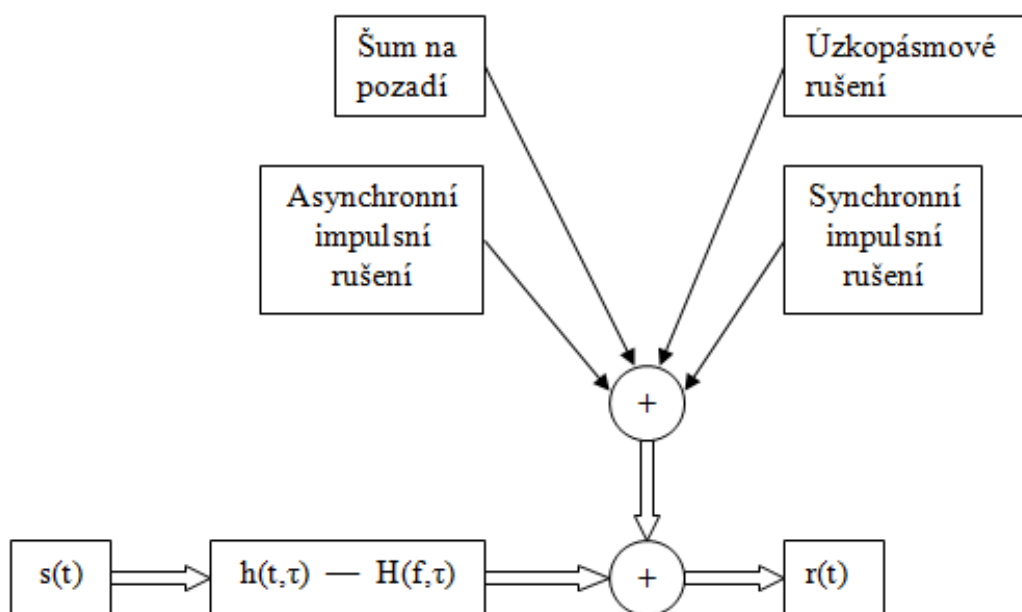 Šum na
pozadí
Úzkopásmové
rušení
Asynchronní
impulsní
rušení
Synchronní
impulsní
rušení
+
s(t)
h(t,τ) — H(f,τ)
+
r(t)